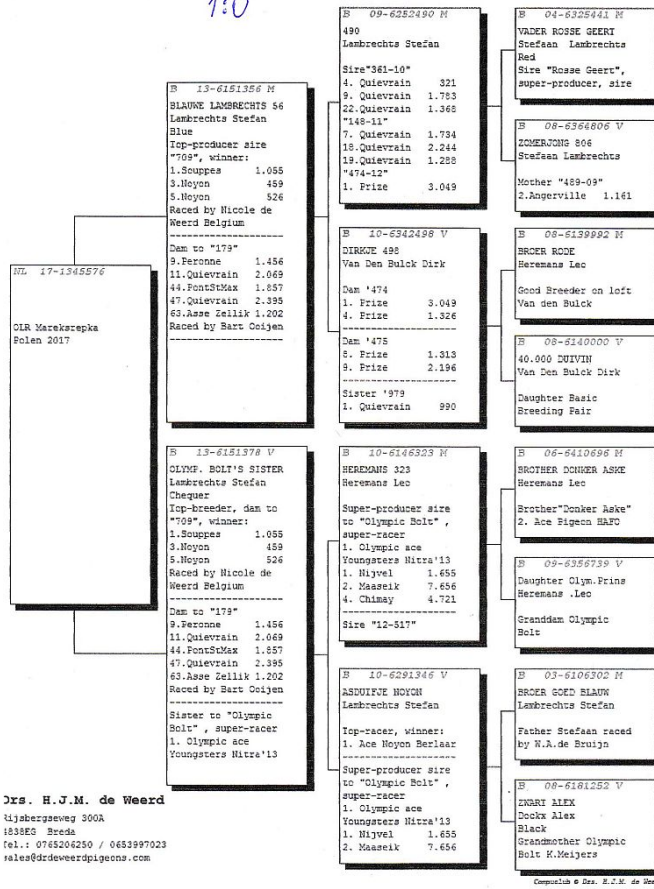 1:0
NL 17-1345576
OLR Mareksrepka
Polen 2017
B 13-6151356 M
BLAUWE LAMBRECHTS 56
Lambrechts Stefan
Blue
Top-producer sire
"709", winner:
1.Souppes 1.055
3.Noyon 459
5.Noyon 526
Raced by Nicole de
Weerd Belgium
--------------------
Dam to "179"
9.Peronne 1.456
11.Quievrain 2.069
44.PontStMax 1.857
47.Quievrain 2.395
63.Asse Zellik 1.202
Raced by Bart Ooijen
--------------------
B 13-6151378 V
OLYMP. BOLT'S SISTER
Lambrechts Stefan
Chequer
Top-breeder, dam to
"709", winner:
1.Souppes 1.055
3.Noyon 459
5.Noyon 526
Raced by Nicole de
Weerd Belgium
--------------------
Dam to "179"
9.Peronne 1.456
11.Quievrain 2.069
44.PontStMax 1.857
47.Quievrain 2.395
63.Asse Zellik 1.202
Raced by Bart Ooijen
--------------------
Sister to "Olympic
Bolt" , super-racer
1. Olympic ace
Youngsters Nitra'13
B 09-6252490 M
490
Lambrechts Stefan
Sire"361-10"
4. Quievrain 321
9. Quievrain 1.783
22.Quievrain 1.368
"148-11"
7. Quievrain 1.734
18.Quievrain 2.244
19.Quievrain 1.288
"474-12"
1. Prize 3.049
B 10-6342498 V
DIRKJE 498
Van Den Bulck Dirk
Dam '474
1. Prize 3.049
4. Prize 1.326
--------------------
Dam '475
8. Prize 1.313
9. Prize 2.196
--------------------
Sister '979
1. Quievrain 990
B 10-6146323 M
HEREMANS 323
Heremans Leo
Super-producer sire
to "Olympic Bolt" ,
super-racer
1. Olympic ace
Youngsters Nitra'13
1. Nijvel 1.655
2. Maaseik 7.656
4. Chimay 4.721
--------------------
Sire "12-517"
B 10-6291346 V
ASDUIFJE NOYON
Lambrechts Stefan
Top-racer, winner:
1. Ace Noyon Berlaar
--------------------
Super-producer sire
to "Olympic Bolt" ,
super-racer
1. Olympic ace
Youngsters Nitra'13
1. Nijvel 1.655
2. Maaseik 7.656
B 04-6325441 M
VADER ROSSE GEERT
Stefaan Lambrechts
Red
Sire "Rosse Geert",
super-producer, sire
B 08-6364806 V
ZOMERJONG 806
Stefaan Lambrechts
Mother "489-09"
2.Angerville 1.161
B 08-6139992 M
BROER RODE
Heremans Leo
Good Breeder on loft
Van den Bulck
B 08-6140000 V
40.000 DUIVIN
Van Den Bulck Dirk
Daughter Basic
Breeding Pair
B 06-6410696 M
BROTHER DONKER ASKE
Heremans Leo
Brother"Donker Aske"
2. Ace Pigeon HAFO
B 09-6356739 V
Daughter Olym.Prins
Heremans .Leo
Granddam Olympic
Bolt
B 03-6106302 M
BROER GOED BLAUW
Lambrechts Stefan
Father Stefaan raced
by W.A.de Bruijn
B 08-6181252 V
ZWART ALEX
Dockx Alex
Black
Grandmother Olympic
Bolt K.Meijers
Drs. H.J.M. de Weerd
Rijsbergseweg 300A
4838EG Breda
Tel.: 0765206250 / 0653997023
sales@drdeweerdpigeons.com
Compuclub © Drs. H.J.M. de Wee